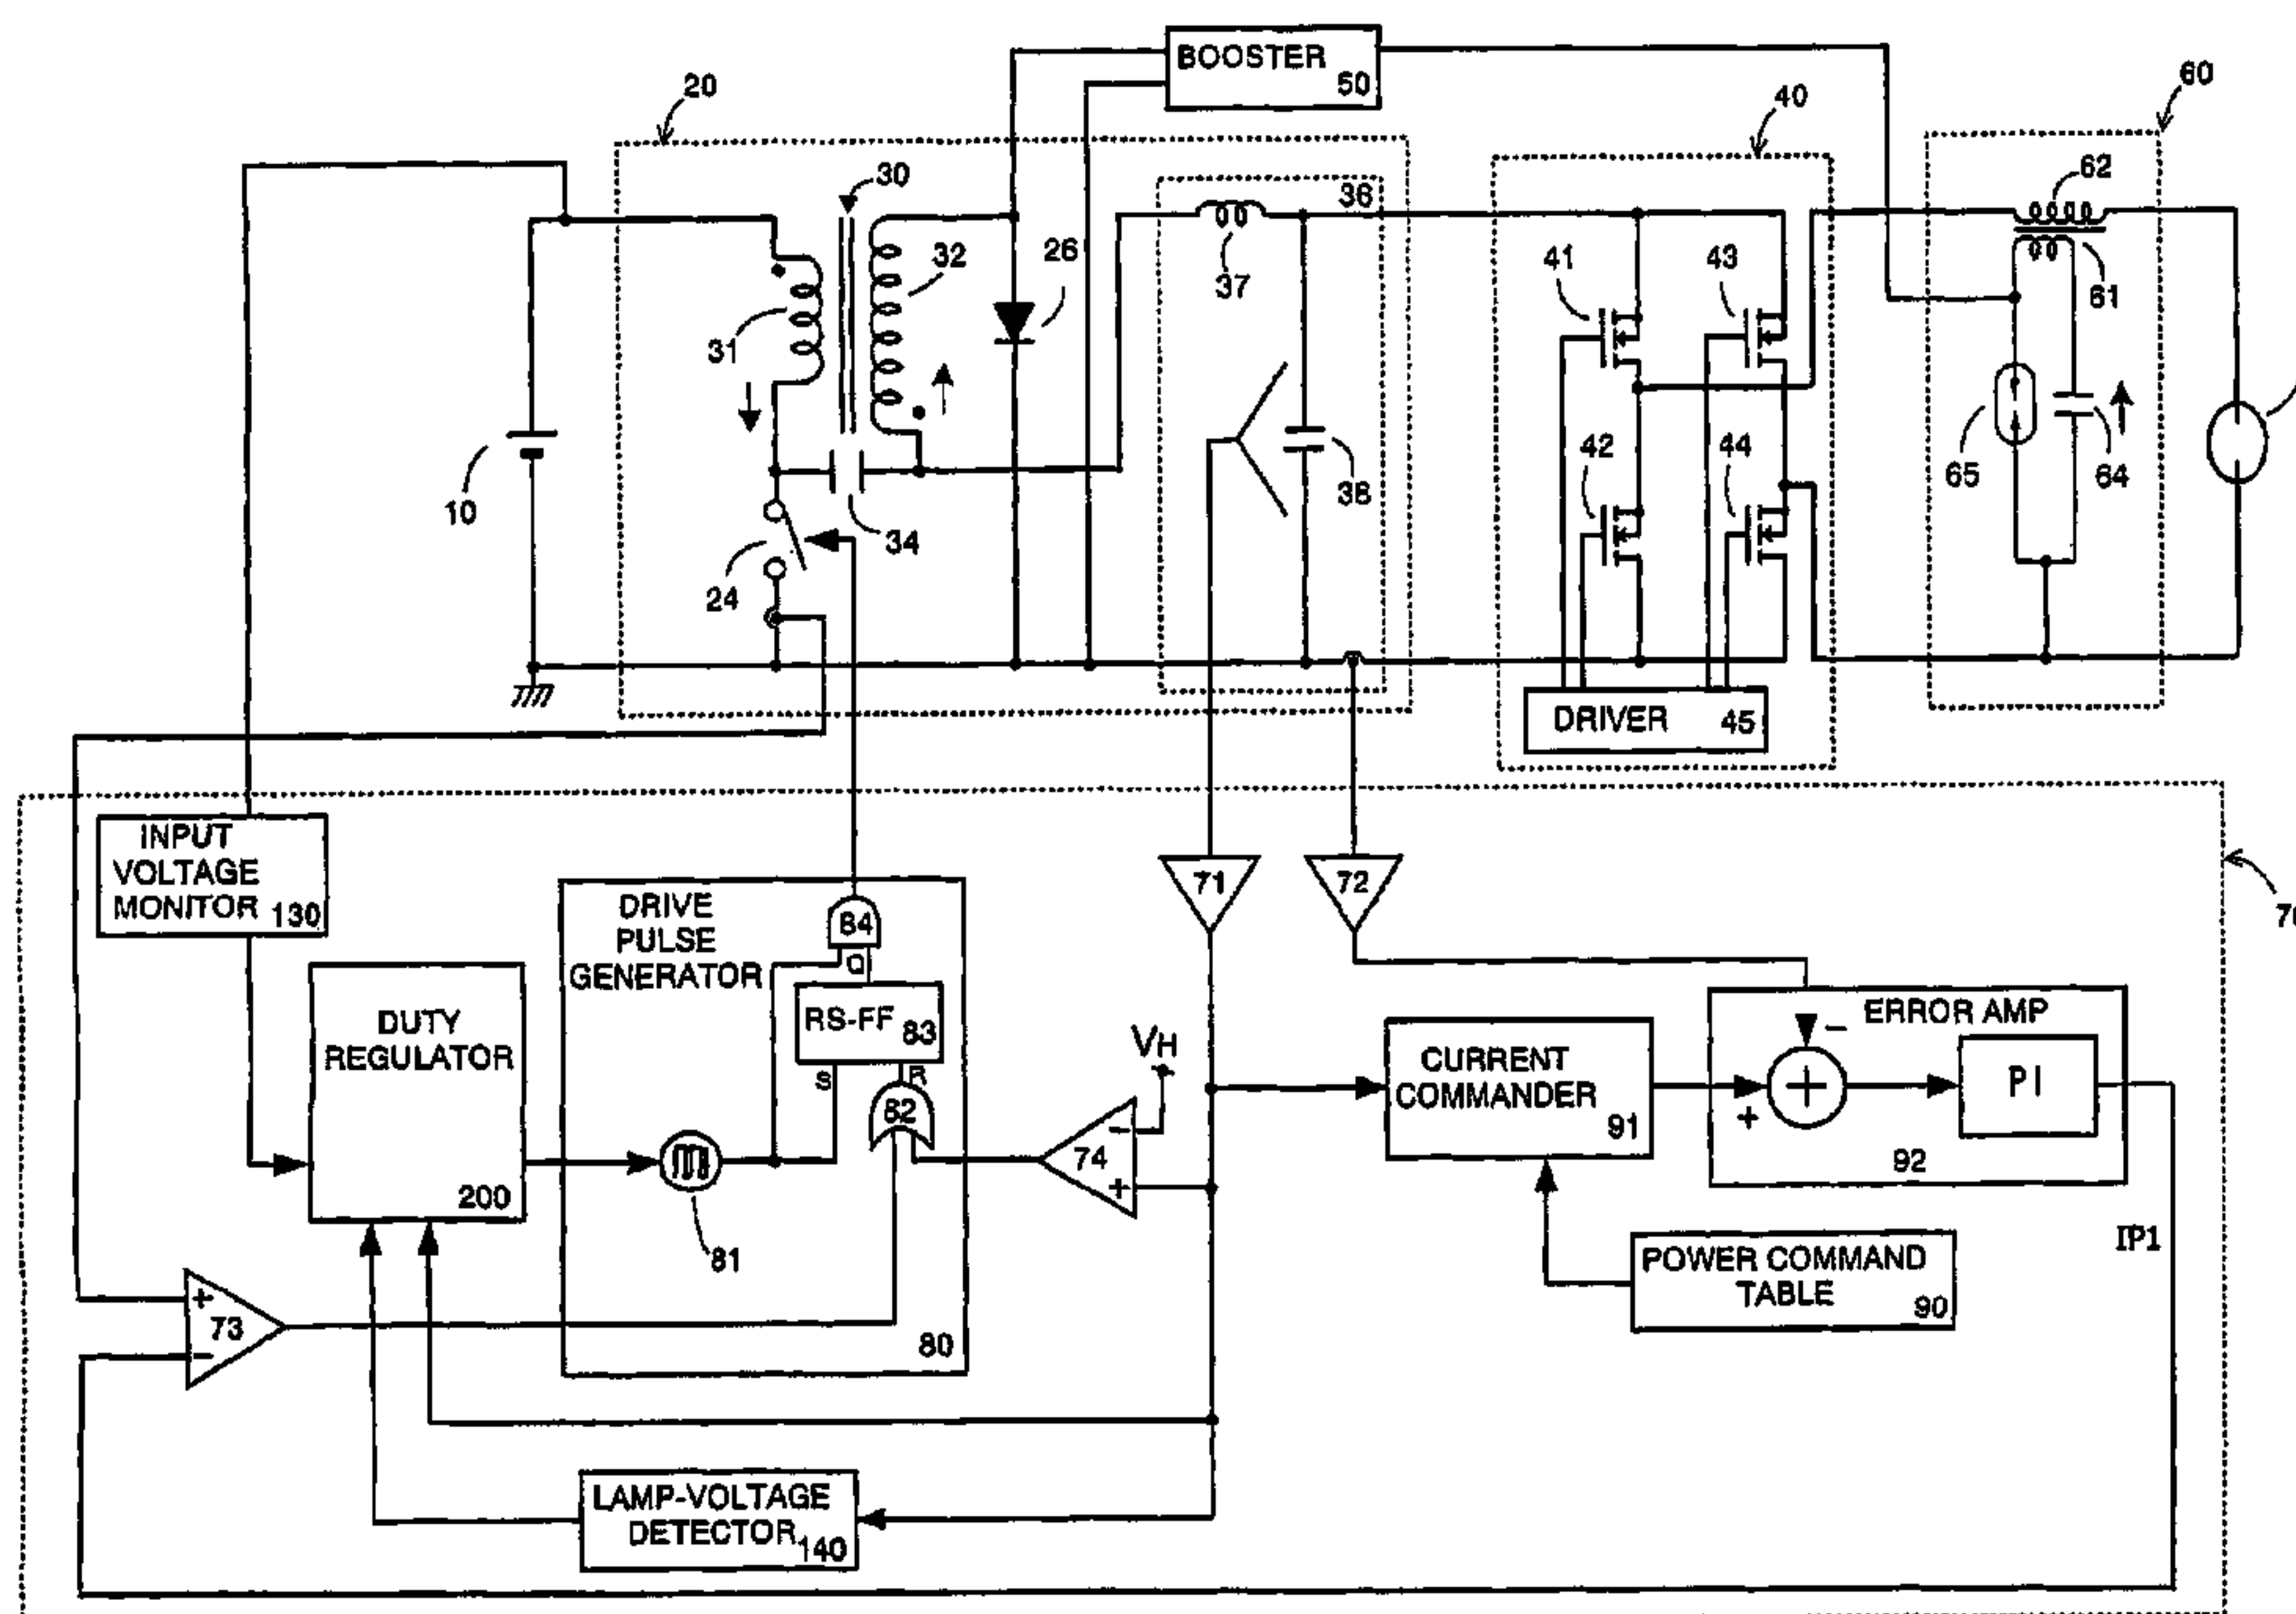 BOOSTER
50
20
40
60
30
36
62
26
32
41
43
37
61
31
42
44
65
64
10
38
34
24
DRIVER
45
INPUT
VOLTAGE
MONITOR 130
71
72
DRIVE
PULSE
GENERATOR
84
Q
DUTY
REGULATOR
RS-FF 83
ERROR AMP
−
VH
S
R
CURRENT
COMMANDER
PI
82
+
91
+
−
74
+
92
200
81
POWER COMMAND
TABLE
90
IP1
+
73
−
80
LAMP-VOLTAGE
DETECTOR
140